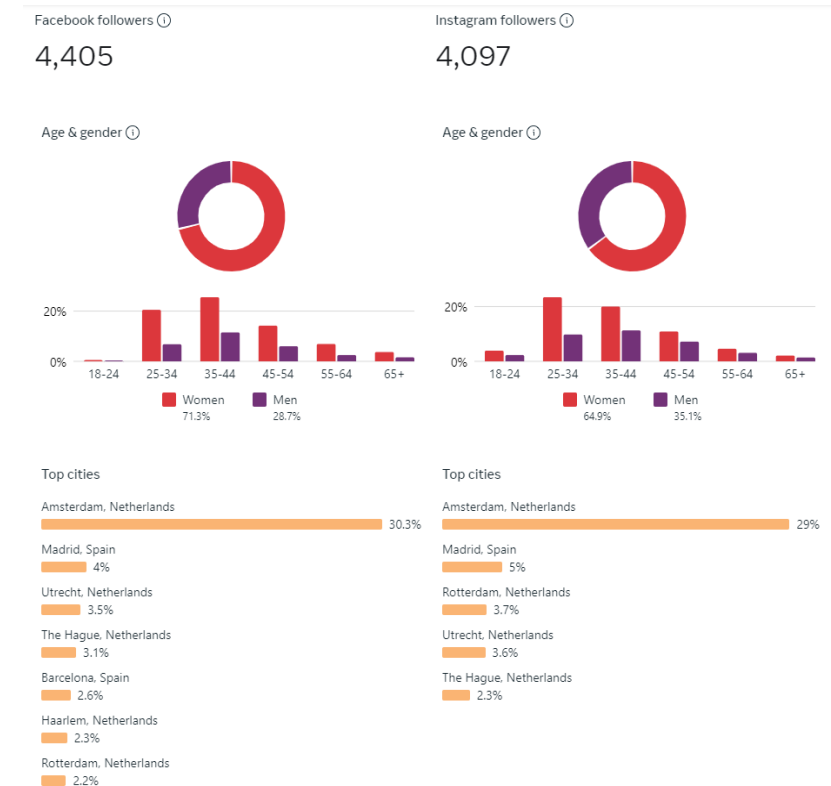 Facebook followers
4,405
Age & gender
20%
0%
18-24 25-34 35-44 45-54 55-64 65+
Women Men
71.3% 28.7%
Top cities
Amsterdam, Netherlands
30.3%
Madrid, Spain
4%
Utrecht, Netherlands
3.5%
The Hague, Netherlands
3.1%
Barcelona, Spain
2.6%
Haarlem, Netherlands
2.3%
Rotterdam, Netherlands
2.2%
Instagram followers
4,097
Age & gender
20%
0%
18-24 25-34 35-44 45-54 55-64 65+
Women Men
64.9% 35.1%
Top cities
Amsterdam, Netherlands
29%
Madrid, Spain
5%
Rotterdam, Netherlands
3.7%
Utrecht, Netherlands
3.6%
The Hague, Netherlands
2.3%